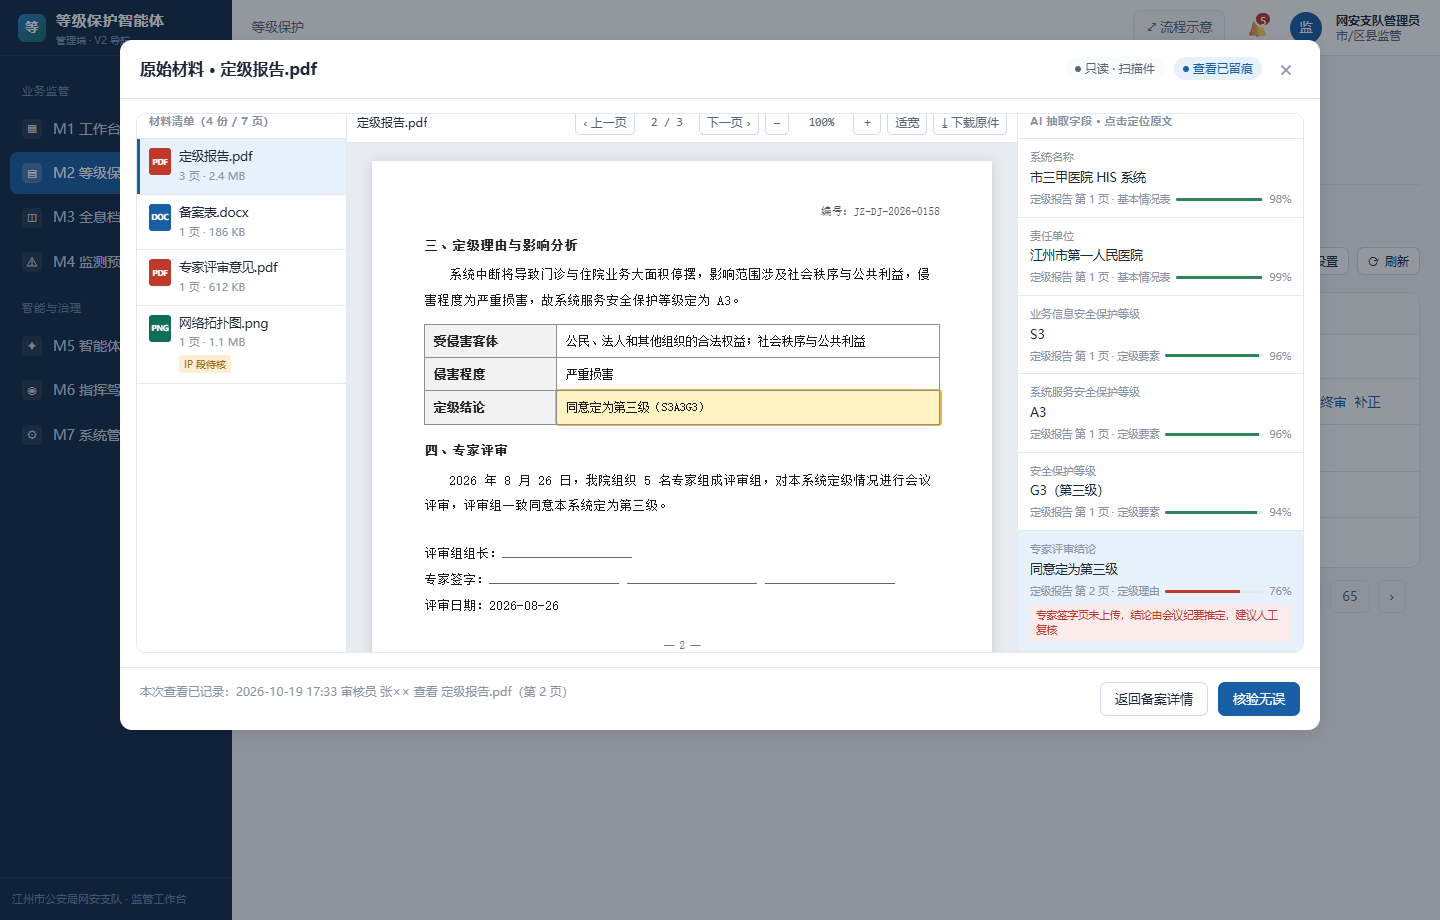 等
等级保护智能体
管理端 · V2 导航
等级保护
流程示意
5
监
网安支队管理员
市/区县监管
业务监管
M1 工作台
M2 等级保
M3 全息档
M4 监测预
智能与治理
M5 智能体
M6 指挥驾
M7 系统管
江州市公安局网安支队 · 监管工作台
设置
刷新
终审 补正
65
›
原始材料 • 定级报告.pdf
只读 · 扫描件
查看已留痕
×
材料清单（4 份 / 7 页）
PDF
定级报告.pdf
3 页 · 2.4 MB
DOC
备案表.docx
1 页 · 186 KB
PDF
专家评审意见.pdf
1 页 · 612 KB
PNG
网络拓扑图.png
1 页 · 1.1 MB
IP 段待核
定级报告.pdf
‹ 上一页
2 / 3
下一页 ›
−
100%
+
适宽
⤓ 下载原件
编号：JZ-DJ-2026-0158
三、定级理由与影响分析
系统中断将导致门诊与住院业务大面积停摆，影响范围涉及社会秩序与公共利益，侵
害程度为严重损害，故系统服务安全保护等级定为 A3。
受侵害客体 公民、法人和其他组织的合法权益；社会秩序与公共利益
侵害程度 严重损害
定级结论 同意定为第三级（S3A3G3）
四、专家评审
2026 年 8 月 26 日，我院组织 5 名专家组成评审组，对本系统定级情况进行会议
评审，评审组一致同意本系统定为第三级。
评审组组长：
专家签字：
评审日期：2026-08-26
— 2 —
AI 抽取字段 • 点击定位原文
系统名称
市三甲医院 HIS 系统
定级报告 第 1 页 · 基本情况表 98%
责任单位
江州市第一人民医院
定级报告 第 1 页 · 基本情况表 99%
业务信息安全保护等级
S3
定级报告 第 1 页 · 定级要素 96%
系统服务安全保护等级
A3
定级报告 第 1 页 · 定级要素 96%
安全保护等级
G3（第三级）
定级报告 第 1 页 · 定级要素 94%
专家评审结论
同意定为第三级
定级报告 第 2 页 · 定级理由 76%
专家签字页未上传，结论由会议纪要推定，建议人工
复核
本次查看已记录：2026-10-19 17:33 审核员 张×× 查看 定级报告.pdf（第 2 页）
返回备案详情
核验无误